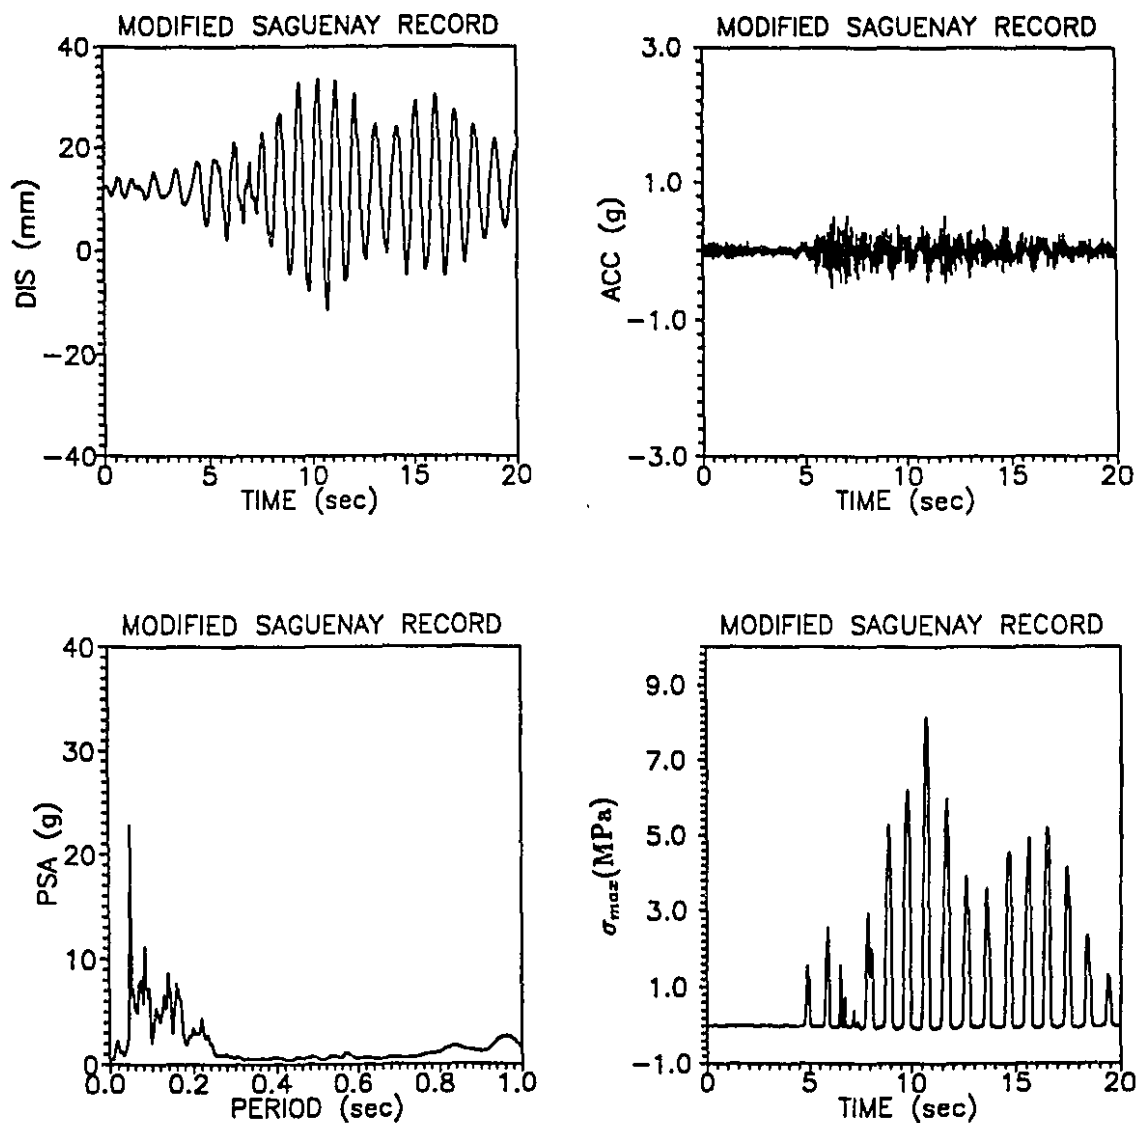 MODIFIED SAGUENAY RECORD
40
20
0
−20
−40
DIS (mm)
0 5 10 15 20
TIME (sec)
MODIFIED SAGUENAY RECORD
3.0
1.0
−1.0
−3.0
ACC (g)
0 5 10 15 20
TIME (sec)
MODIFIED SAGUENAY RECORD
40
30
20
10
0
PSA (g)
0.0 0.2 0.4 0.6 0.8 1.0
PERIOD (sec)
MODIFIED SAGUENAY RECORD
9.0
7.0
5.0
3.0
1.0
−1.0
σmax(MPa)
0 5 10 15 20
TIME (sec)